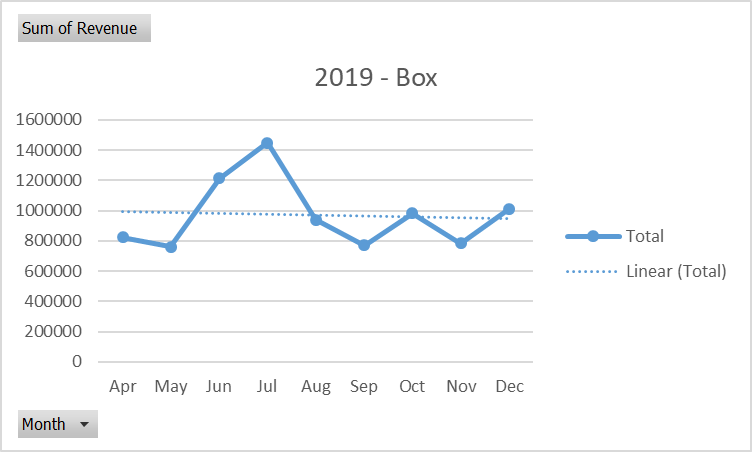 Sum of Revenue
2019 - Box
1600000
1400000
1200000
1000000
800000
600000
400000
200000
0
Apr May Jun Jul Aug Sep Oct Nov Dec
Total
Linear (Total)
Month